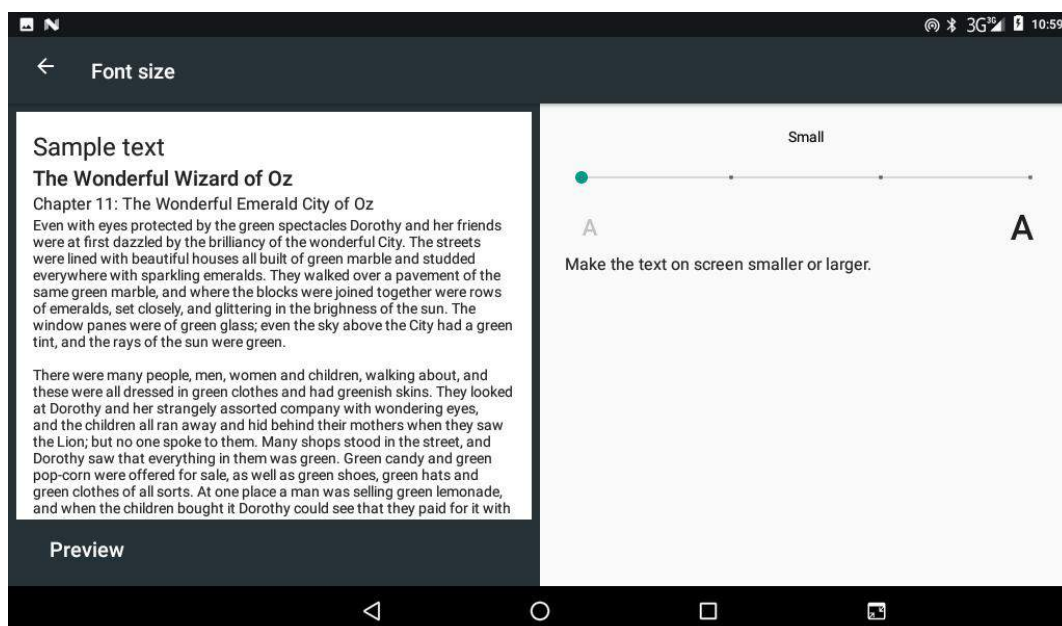 3G 3G 10:59
Font size
Sample text
The Wonderful Wizard of Oz
Chapter 11: The Wonderful Emerald City of Oz
Even with eyes protected by the green spectacles Dorothy and her friends
were at first dazzled by the brilliancy of the wonderful City. The streets
were lined with beautiful houses all built of green marble and studded
everywhere with sparkling emeralds. They walked over a pavement of the
same green marble, and where the blocks were joined together were rows
of emeralds, set closely, and glittering in the brighness of the sun. The
window panes were of green glass; even the sky above the City had a green
tint, and the rays of the sun were green.
There were many people, men, women and children, walking about, and
these were all dressed in green clothes and had greenish skins. They looked
at Dorothy and her strangely assorted company with wondering eyes,
and the children all ran away and hid behind their mothers when they saw
the Lion; but no one spoke to them. Many shops stood in the street, and
Dorothy saw that everything in them was green. Green candy and green
pop-corn were offered for sale, as well as green shoes, green hats and
green clothes of all sorts. At one place a man was selling green lemonade,
and when the children bought it Dorothy could see that they paid for it with
Preview
Small
A A
Make the text on screen smaller or larger.